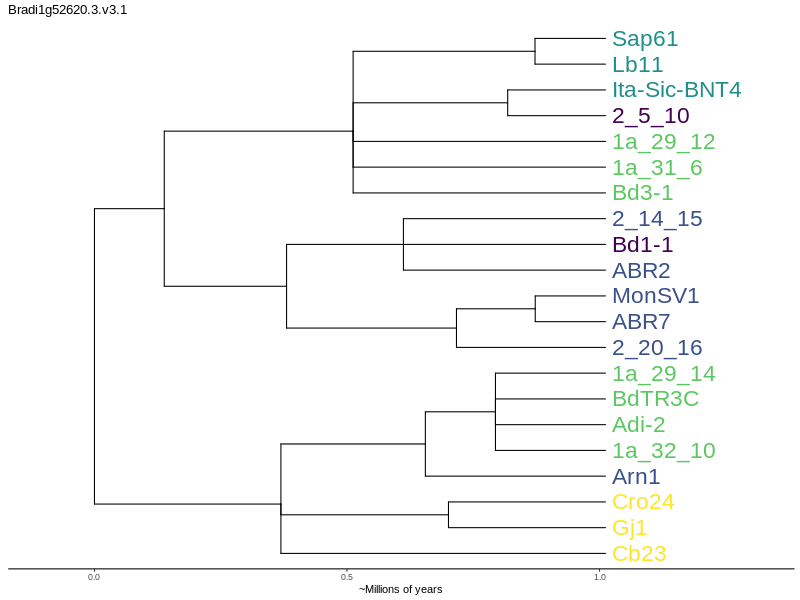 Bradi1g52620.3.v3.1
Sap61
Lb11
Ita-Sic-BNT4
2_5_10
1a_29_12
1a_31_6
Bd3-1
2_14_15
Bd1-1
ABR2
MonSV1
ABR7
2_20_16
1a_29_14
BdTR3C
Adi-2
1a_32_10
Arn1
Cro24
Gj1
Cb23
0.0 0.5 1.0
~Millions of years